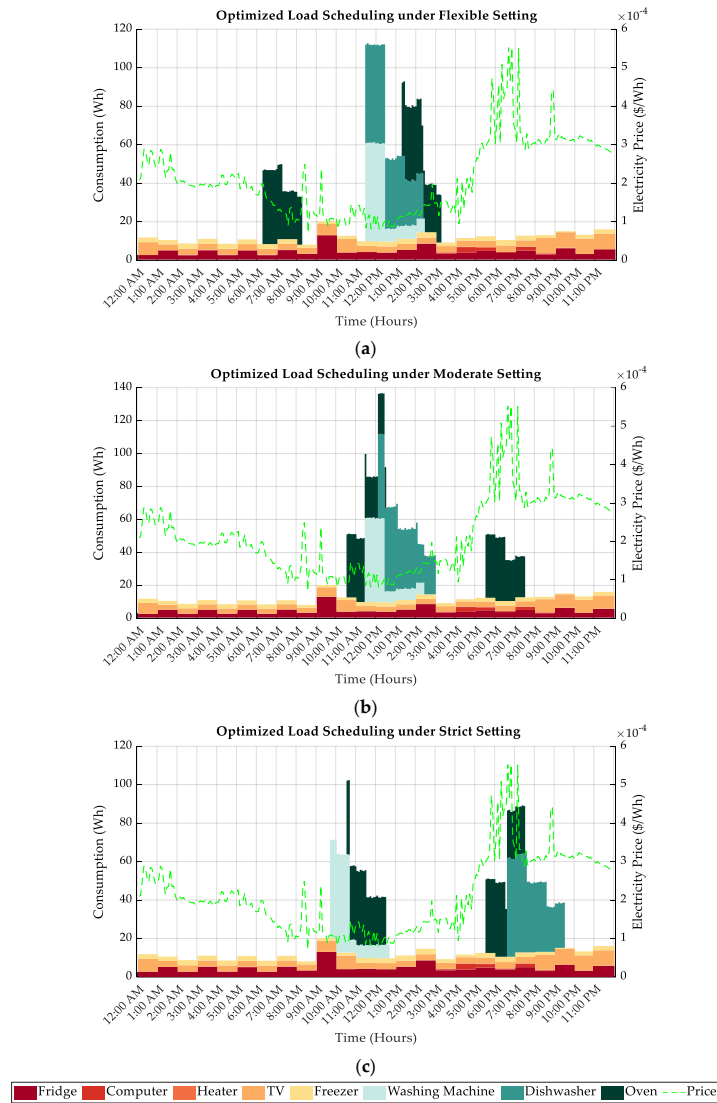 Optimized Load Scheduling under Flexible Setting
×10⁻⁴
120
100
80
60
40
20
0
Consumption (Wh)
6
5
4
3
2
1
0
Electricity Price ($/Wh)
12:00 AM 1:00 AM 2:00 AM 3:00 AM 4:00 AM 5:00 AM 6:00 AM 7:00 AM 8:00 AM 9:00 AM 10:00 AM 11:00 AM 12:00 PM 1:00 PM 2:00 PM 3:00 PM 4:00 PM 5:00 PM 6:00 PM 7:00 PM 8:00 PM 9:00 PM 10:00 PM 11:00 PM
Time (Hours)
(a)
Optimized Load Scheduling under Moderate Setting
×10⁻⁴
140
120
100
80
60
40
20
0
Consumption (Wh)
6
5
4
3
2
1
0
Electricity Price ($/Wh)
12:00 AM 1:00 AM 2:00 AM 3:00 AM 4:00 AM 5:00 AM 6:00 AM 7:00 AM 8:00 AM 9:00 AM 10:00 AM 11:00 AM 12:00 PM 1:00 PM 2:00 PM 3:00 PM 4:00 PM 5:00 PM 6:00 PM 7:00 PM 8:00 PM 9:00 PM 10:00 PM 11:00 PM
Time (Hours)
(b)
Optimized Load Scheduling under Strict Setting
×10⁻⁴
120
100
80
60
40
20
0
Consumption (Wh)
6
5
4
3
2
1
0
Electricity Price ($/Wh)
12:00 AM 1:00 AM 2:00 AM 3:00 AM 4:00 AM 5:00 AM 6:00 AM 7:00 AM 8:00 AM 9:00 AM 10:00 AM 11:00 AM 12:00 PM 1:00 PM 2:00 PM 3:00 PM 4:00 PM 5:00 PM 6:00 PM 7:00 PM 8:00 PM 9:00 PM 10:00 PM 11:00 PM
Time (Hours)
(c)
Fridge Computer Heater TV Freezer Washing Machine Dishwasher Oven Price